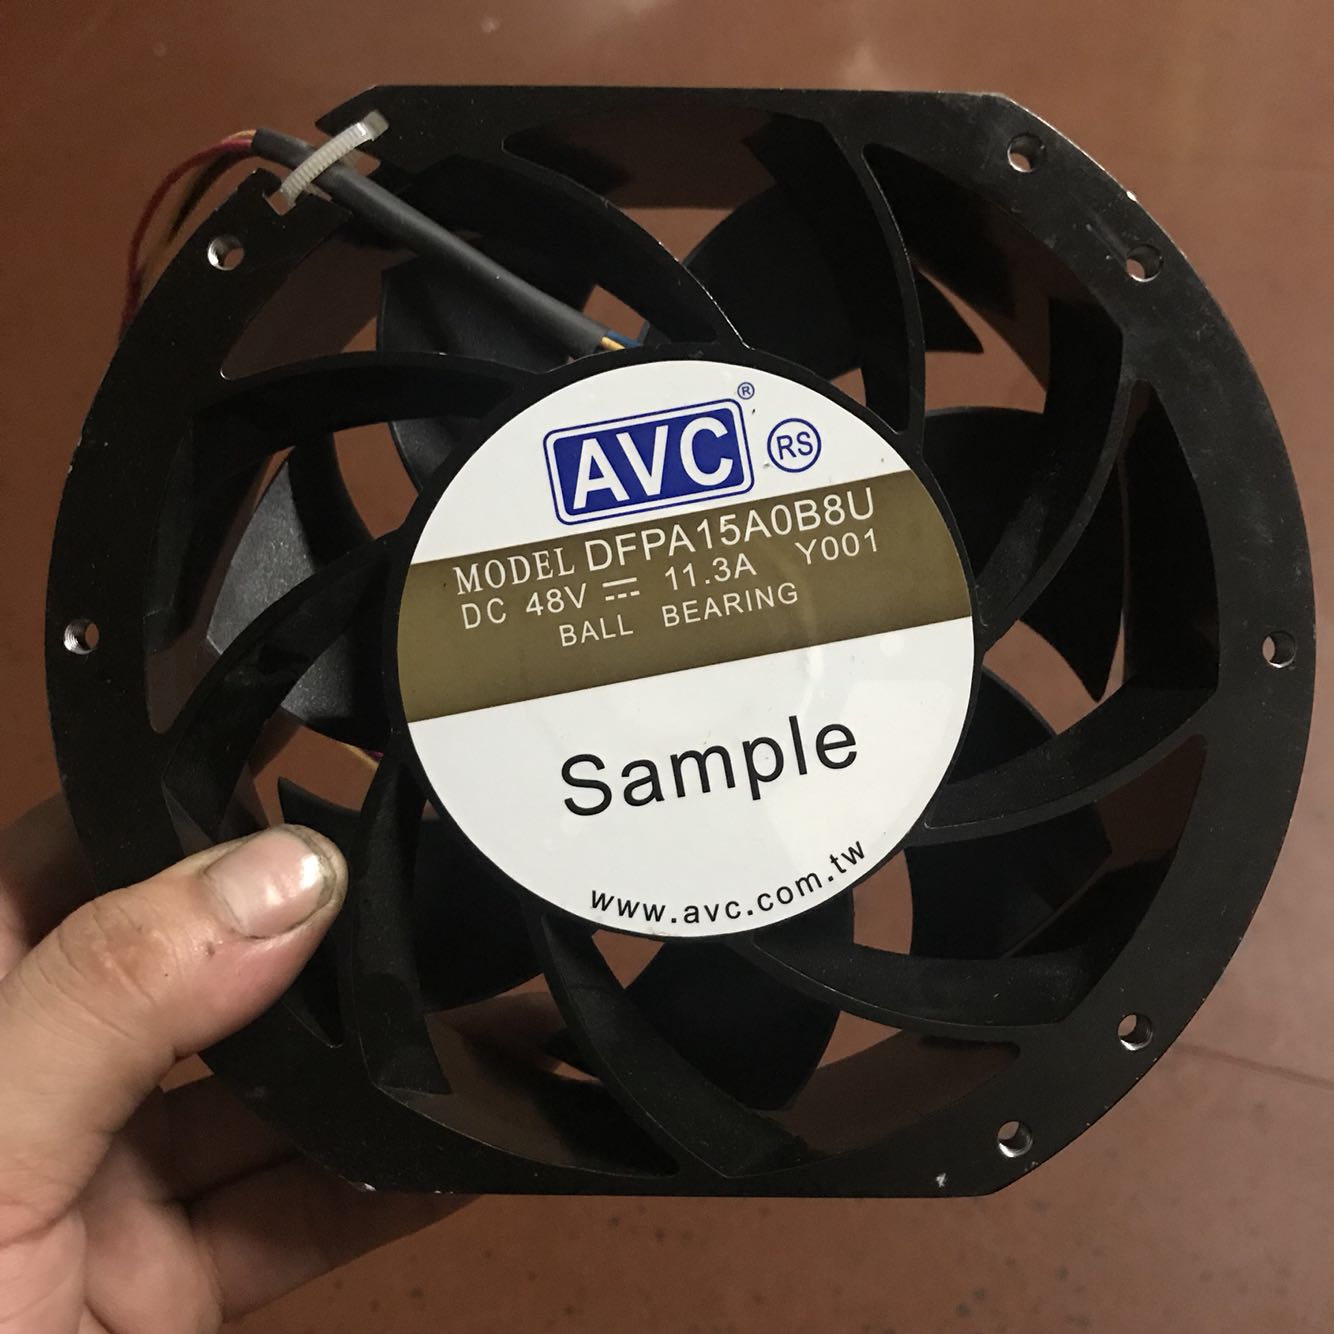 AVC®
RS
MODEL DFPA15A0B8U
DC 48V ⎓ 11.3A Y001
BALL BEARING
Sample
www.avc.com.tw